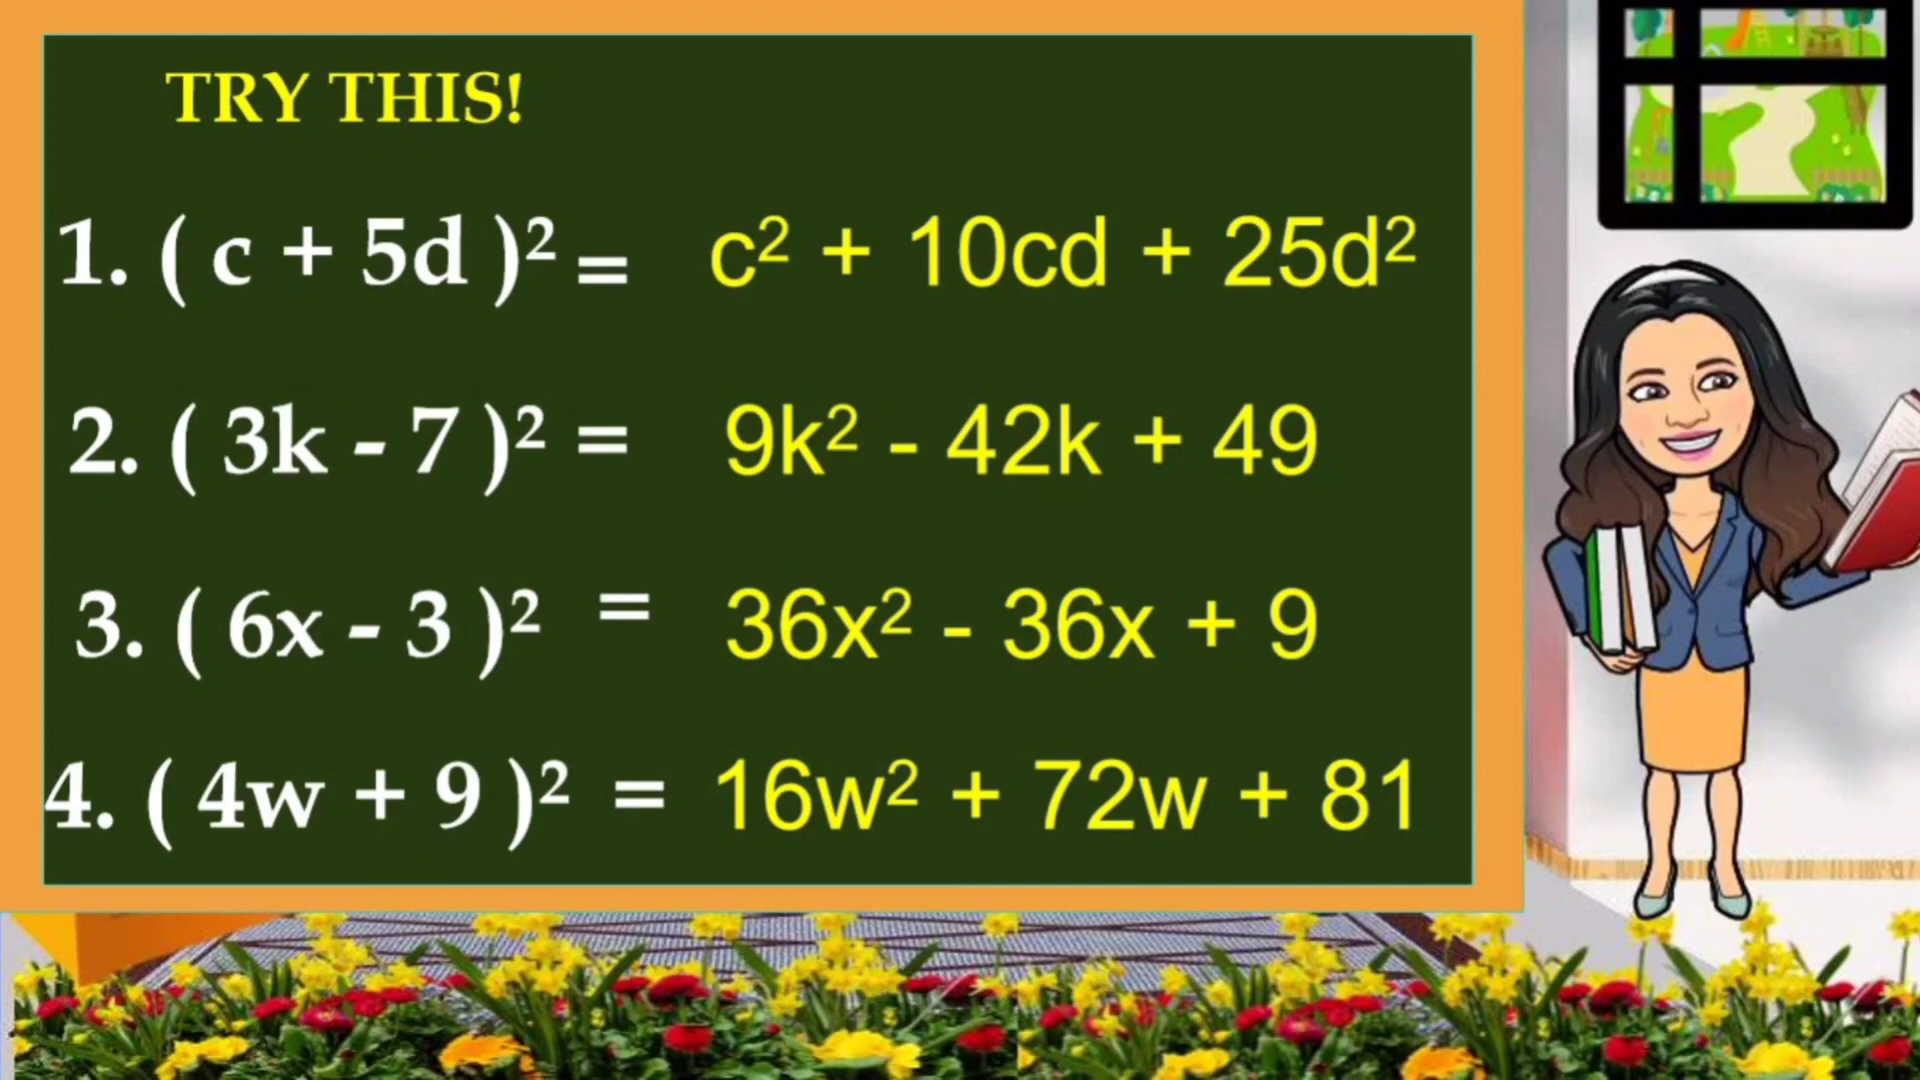 TRY THIS!
1. ( c + 5d )² = c² + 10cd + 25d²
2. ( 3k - 7 )² = 9k² - 42k + 49
3. ( 6x - 3 )² = 36x² - 36x + 9
4. ( 4w + 9 )² = 16w² + 72w + 81